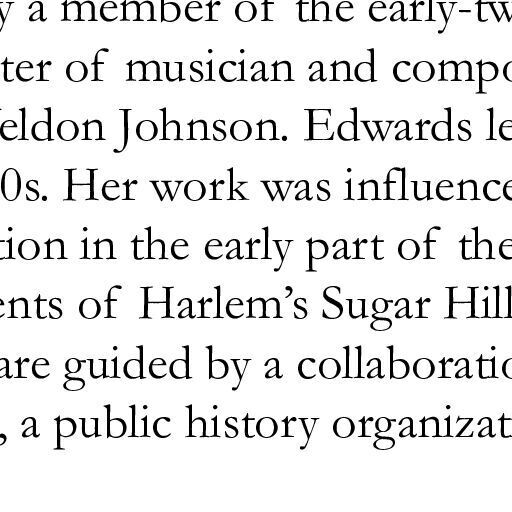 y a member of the early-tw
ter of musician and compo
eldon Johnson. Edwards le
0s. Her work was influence
tion in the early part of the
ents of Harlem’s Sugar Hill
are guided by a collaboratio
, a public history organizat